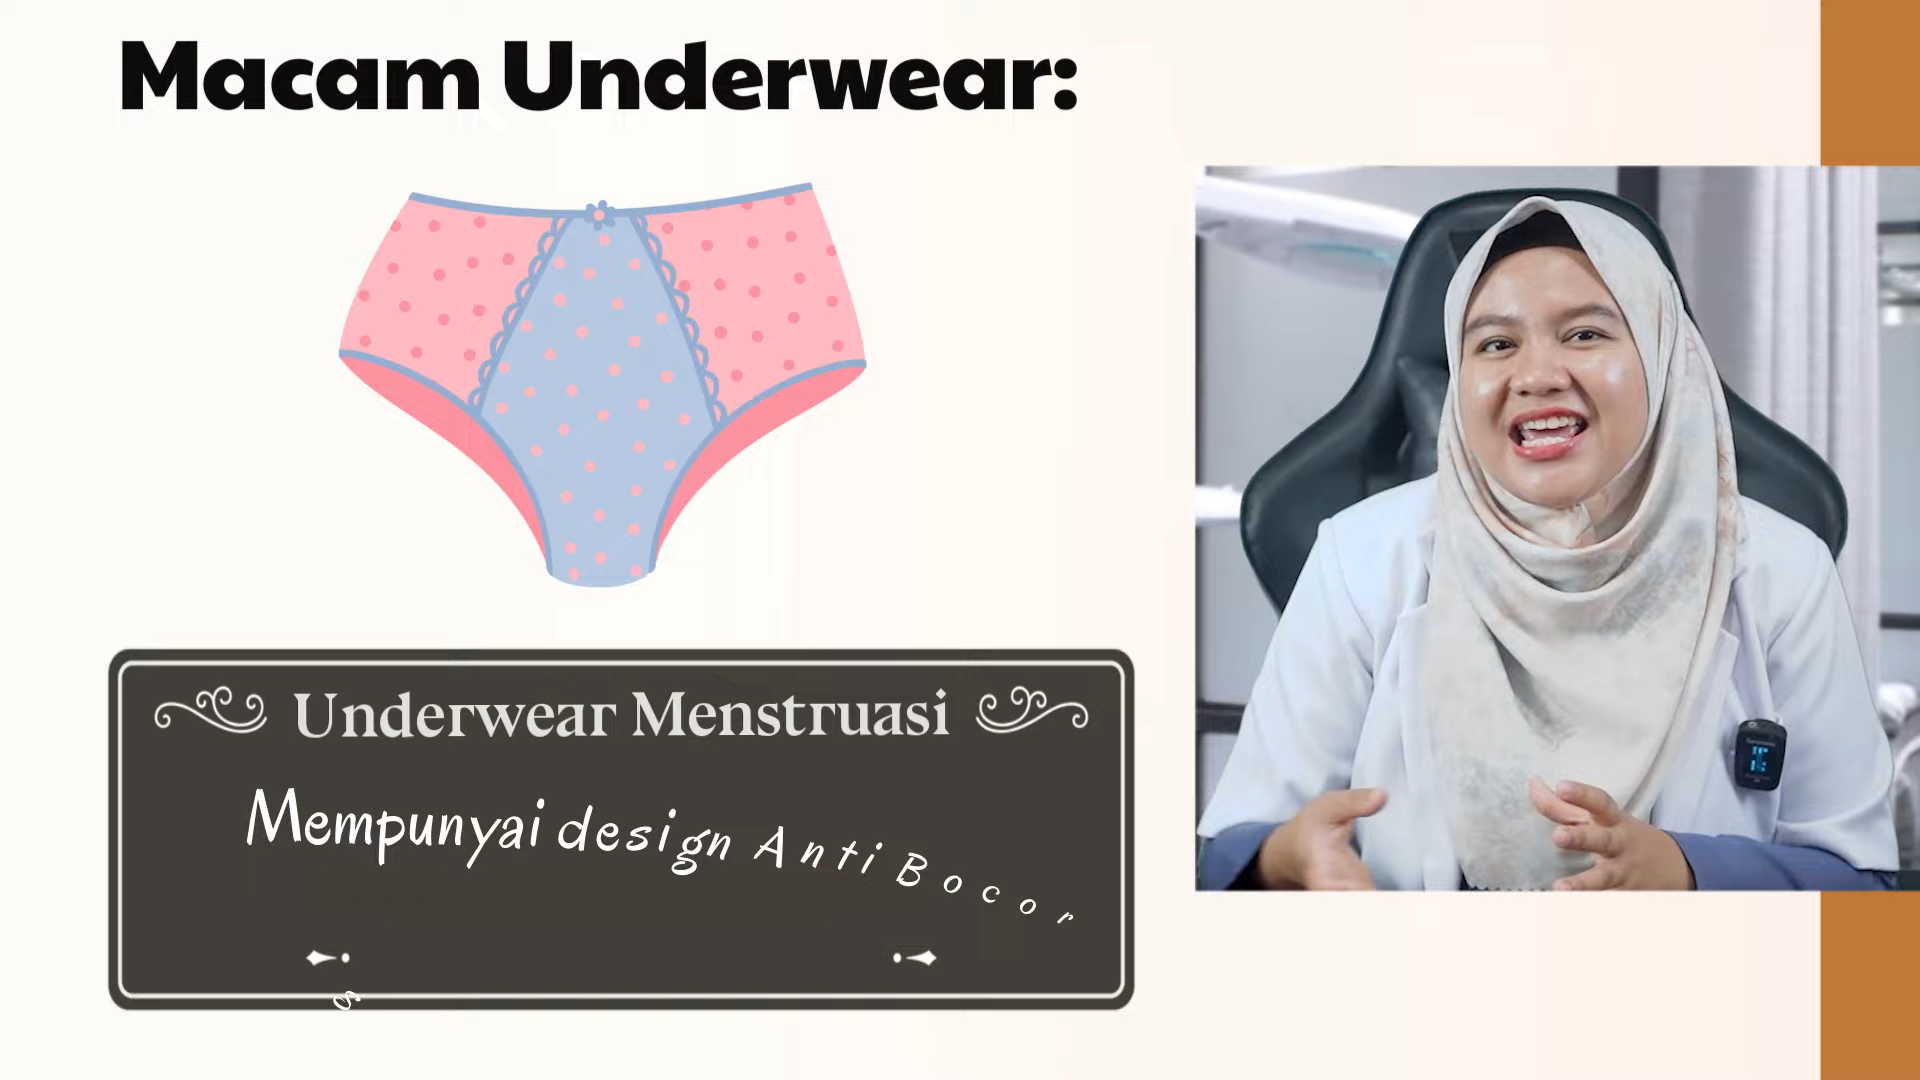 Macam Underwear:
Underwear Menstruasi
Mempunyai design Anti Bocor
s